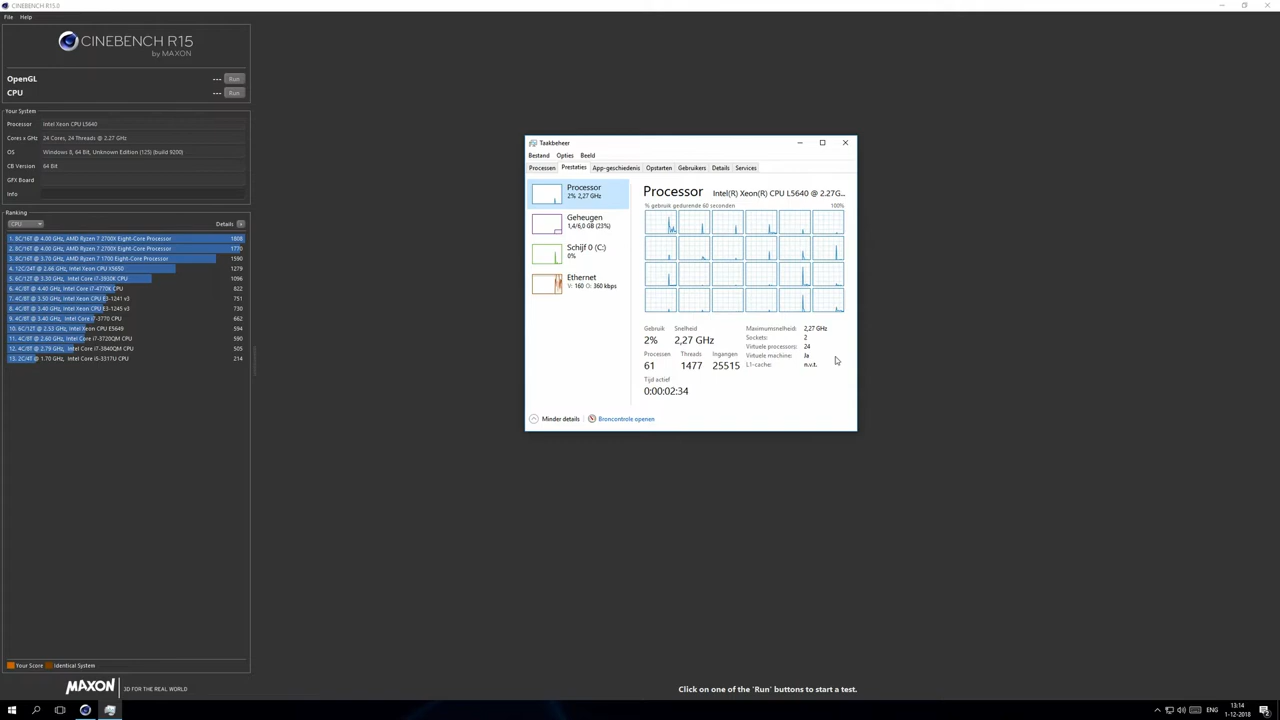 CINEBENCH R15.0
File Help
CINEBENCH R15
by MAXON
OpenGL --- Run
CPU --- Run
Your System
Processor Intel Xeon CPU L5640
Cores x GHz 24 Cores, 24 Threads @ 2.27 GHz
OS Windows 8, 64 Bit, Unknown Edition (125) (build 9200)
CB Version 64 Bit
GFX Board
Info
Ranking
CPU Details
1. 8C/16T @ 4.00 GHz, AMD Ryzen 7 2700X Eight-Core Processor 1808
2. 8C/16T @ 4.00 GHz, AMD Ryzen 7 2700X Eight-Core Processor 1770
3. 8C/16T @ 3.70 GHz, AMD Ryzen 7 1700 Eight-Core Processor 1590
4. 12C/24T @ 2.66 GHz, Intel Xeon CPU X5650 1279
5. 6C/12T @ 3.30 GHz, Intel Core i7-3930K CPU 1096
6. 4C/8T @ 4.40 GHz, Intel Core i7-4770K CPU 822
7. 4C/8T @ 3.50 GHz, Intel Xeon CPU E3-1241 v3 751
8. 4C/8T @ 3.40 GHz, Intel Xeon CPU E3-1245 v3 730
9. 4C/8T @ 3.40 GHz, Intel Core i7-3770 CPU 662
10. 6C/12T @ 2.53 GHz, Intel Xeon CPU E5649 594
11. 4C/8T @ 2.60 GHz, Intel Core i7-3720QM CPU 590
12. 4C/8T @ 2.79 GHz, Intel Core i7-3840QM CPU 505
13. 2C/4T @ 1.70 GHz, Intel Core i5-3317U CPU 214
Your Score Identical System
MAXON 3D FOR THE REAL WORLD
Click on one of the 'Run' buttons to start a test.
Taakbeheer
Bestand Opties Beeld
Processen Prestaties App-geschiedenis Opstarten Gebruikers Details Services
Processor
2% 2,27 GHz
Geheugen
1,4/6,0 GB (23%)
Schijf 0 (C:)
0%
Ethernet
V: 160 O: 360 kbps
Processor Intel(R) Xeon(R) CPU L5640 @ 2.27G...
% gebruik gedurende 60 seconden 100%
Gebruik Snelheid
2% 2,27 GHz
Processen Threads Ingangen
61 1477 25515
Tijd actief
0:00:02:34
Maximumsnelheid: 2,27 GHz
Sockets: 2
Virtuele processors: 24
Virtuele machine: Ja
L1-cache: n.v.t.
Minder details Broncontrole openen
ENG 13:14
1-12-2018